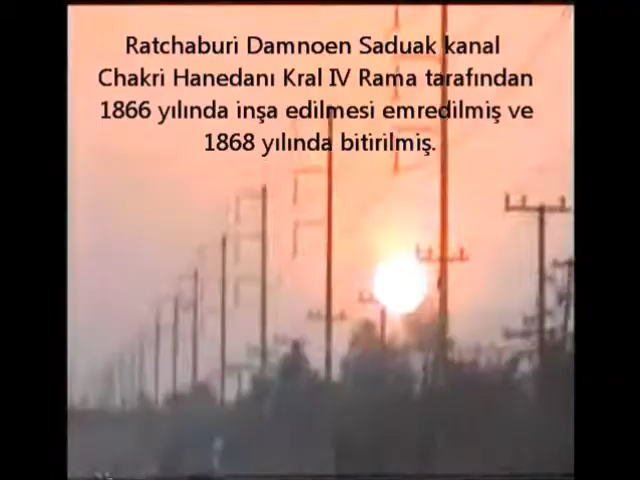 Ratchaburi Damnoen Saduak kanal
Chakri Hanedanı Kral IV Rama tarafından
1866 yılında inşa edilmesi emredilmiş ve
1868 yılında bitirilmiş.